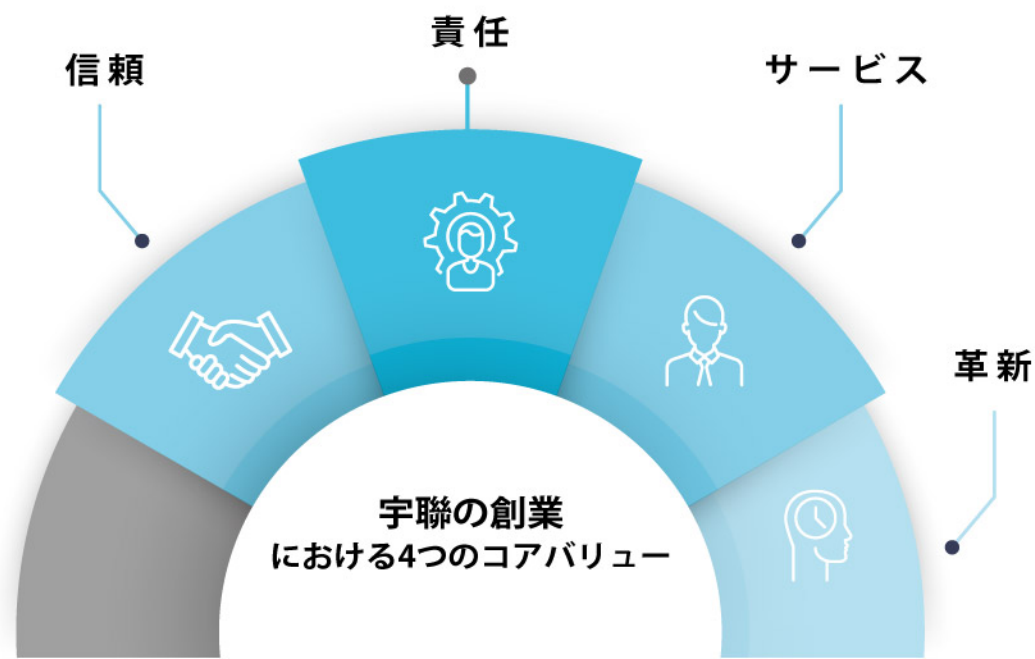 責任
信頼
サービス
革新
宇聯の創業
における4つのコアバリュー